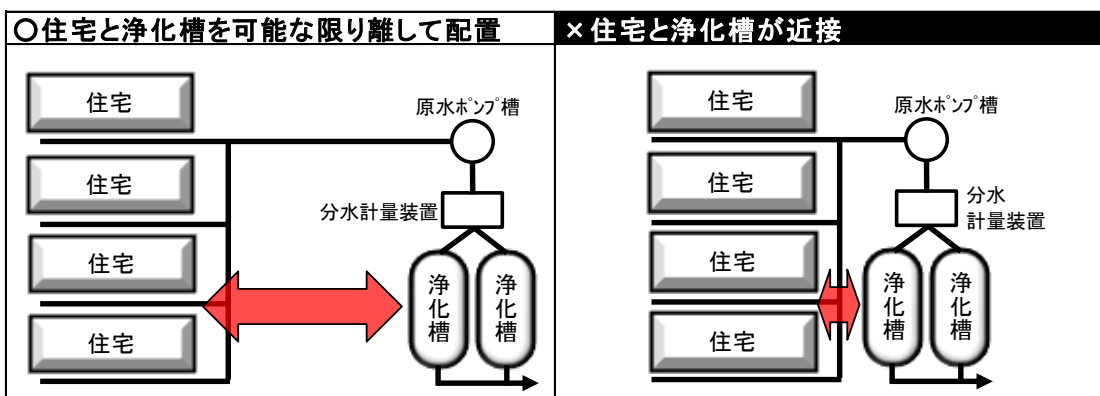 〇住宅と浄化槽を可能な限り離して配置
住宅
住宅
住宅
住宅
原水ﾎﾟﾝﾌﾟ槽
分水計量装置
浄化槽
浄化槽
×住宅と浄化槽が近接
住宅
住宅
住宅
住宅
原水ﾎﾟﾝﾌﾟ槽
分水
計量装置
浄化槽
浄化槽